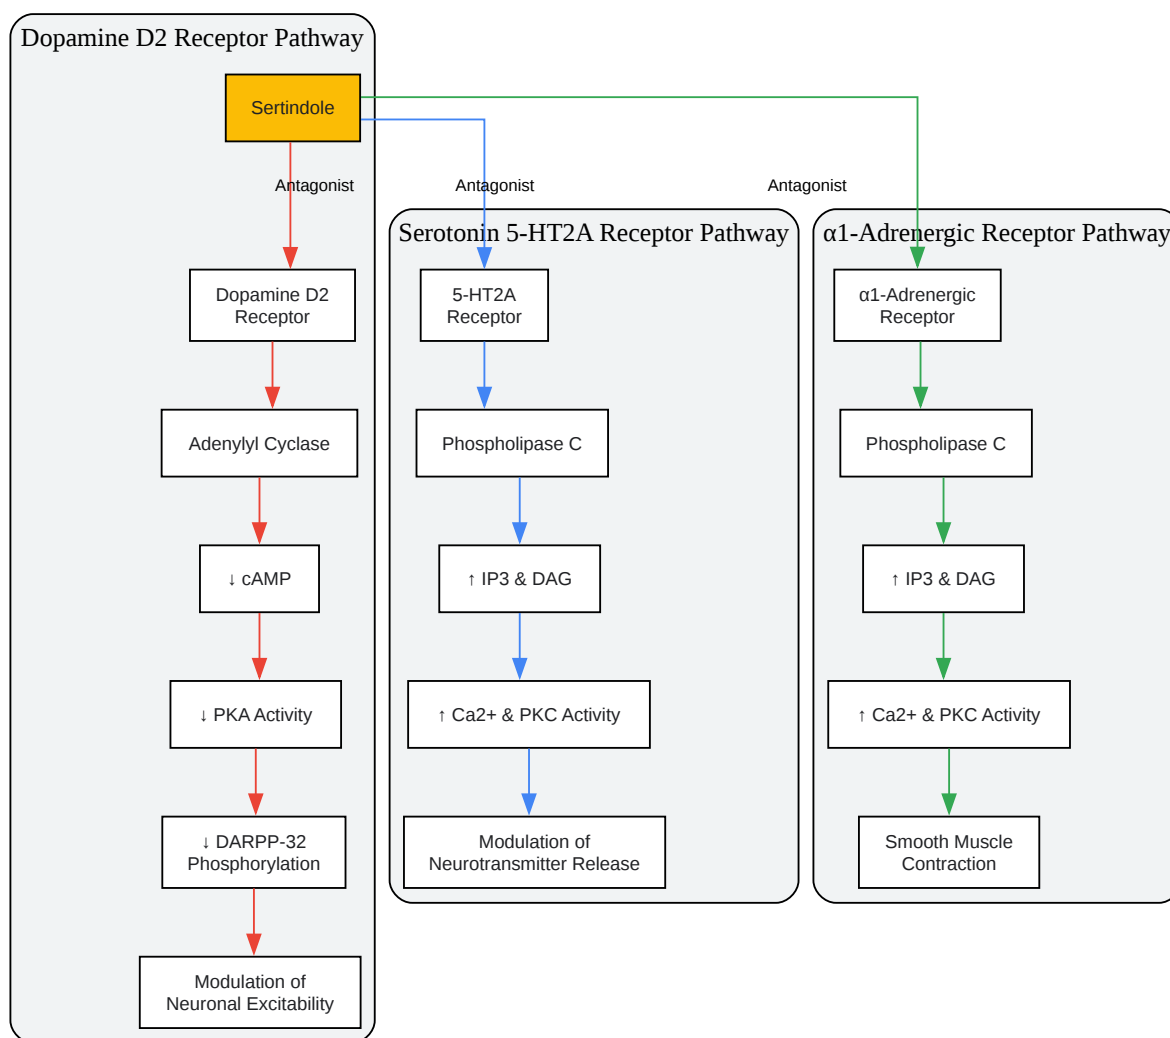 Dopamine D2 Receptor Pathway
Sertindole
Antagonist
Dopamine D2
Receptor
Adenylyl Cyclase
↓ cAMP
↓ PKA Activity
↓ DARPP-32
Phosphorylation
Modulation of
Neuronal Excitability
Antagonist
Serotonin 5-HT2A Receptor Pathway
5-HT2A
Receptor
Phospholipase C
↑ IP3 & DAG
↑ Ca2+ & PKC Activity
Modulation of
Neurotransmitter Release
Antagonist
α1-Adrenergic Receptor Pathway
α1-Adrenergic
Receptor
Phospholipase C
↑ IP3 & DAG
↑ Ca2+ & PKC Activity
Smooth Muscle
Contraction